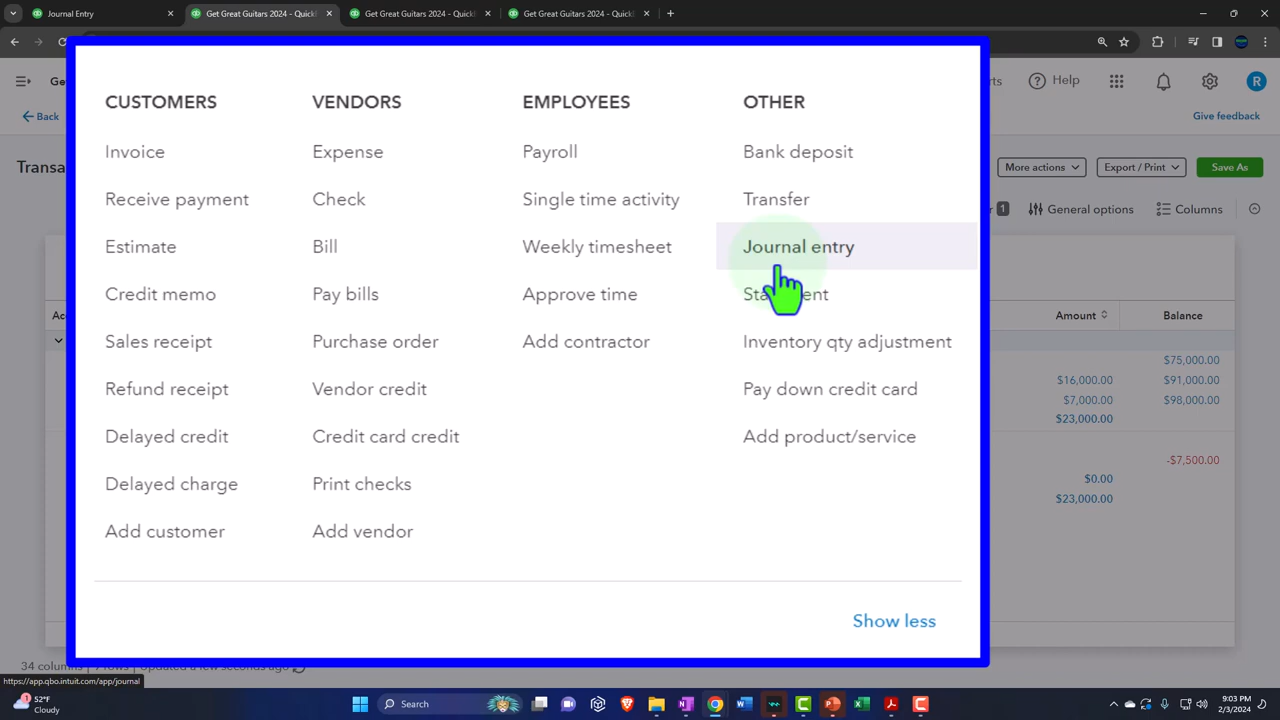 Journal Entry
Get Great Guitars 2024 - Quick
Get Great Guitars 2024 - Quick
Get Great Guitars 2024 - Quick
Help
R
Back
Give feedback
Transa
More actions
Export / Print
Save As
1
General options
Columns
CUSTOMERS
Invoice
Receive payment
Estimate
Credit memo
Sales receipt
Refund receipt
Delayed credit
Delayed charge
Add customer
VENDORS
Expense
Check
Bill
Pay bills
Purchase order
Vendor credit
Credit card credit
Print checks
Add vendor
EMPLOYEES
Payroll
Single time activity
Weekly timesheet
Approve time
Add contractor
OTHER
Bank deposit
Transfer
Journal entry
Inventory qty adjustment
Pay down credit card
Add product/service
Show less
Amount Balance
$75,000.00
$16,000.00 $91,000.00
$7,000.00 $98,000.00
$23,000.00
-$7,500.00
$0.00
$23,000.00
34 columns
https://app.qbo.intuit.com/app/journal
52°F
Cloudy
Search
9:03 PM